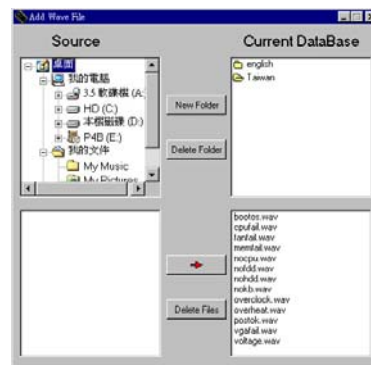 Add Wave File
Source
Current DataBase
桌面
我的電腦
3.5 軟碟機 (A:
HD (C:)
本機磁碟 (D:)
P4B (E:)
我的文件
My Music
My Pictures
New Folder
Delete Folder
english
Taiwan
Delete Files
bootos.wav
cpufail.wav
fanfail.wav
memfail.wav
nocpu.wav
nofdd.wav
nohdd.wav
nokb.wav
overclock.wav
overheat.wav
postok.wav
vgafail.wav
voltage.wav